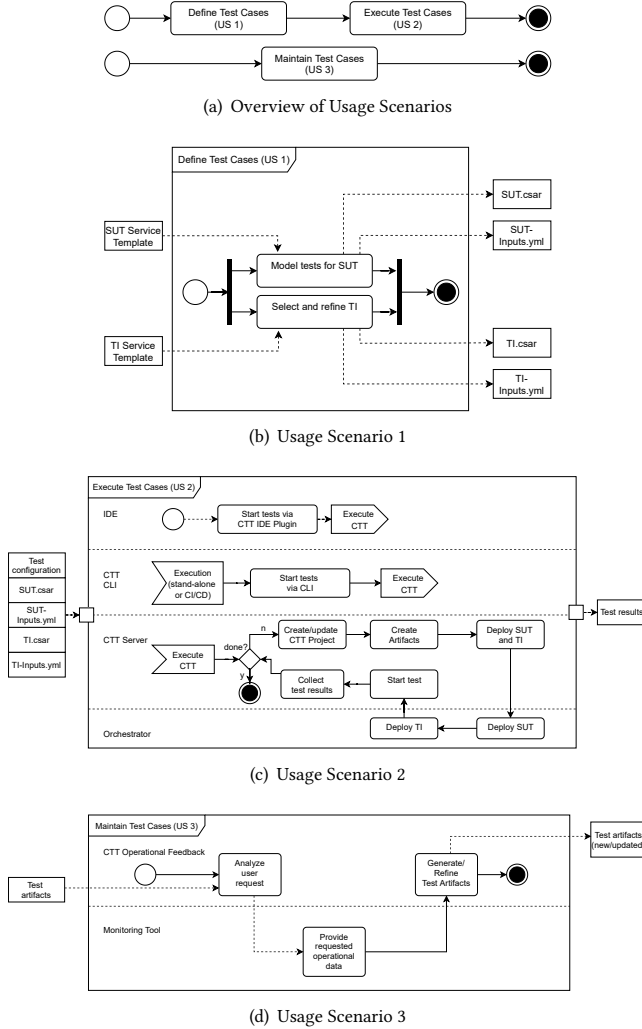 Define Test Cases
(US 1)
Execute Test Cases
(US 2)
Maintain Test Cases
(US 3)
(a) Overview of Usage Scenarios
Define Test Cases (US 1)
SUT.csar
SUT-
Inputs.yml
SUT Service
Template
Model tests for SUT
Select and refine TI
TI Service
Template
TI.csar
TI-
Inputs.yml
(b) Usage Scenario 1
Execute Test Cases (US 2)
IDE
Start tests via
CTT IDE Plugin
Execute
CTT
Test
configuration
SUT.csar
SUT-
Inputs.yml
TI.csar
TI-Inputs.yml
CTT
CLI
Execution
(stand-alone
or CI/CD)
Start tests
via CLI
Execute
CTT
Test results
CTT Server
Execute
CTT
done?
n
y
Create/update
CTT Project
Create
Artifacts
Deploy SUT
and TI
Collect
test results
Start test
Orchestrator
Deploy TI
Deploy SUT
(c) Usage Scenario 2
Maintain Test Cases (US 3)
CTT Operational Feedback
Test artifacts
(new/updated)
Analyze
user
request
Generate/
Refine
Test Artifacts
Test
artifacts
Monitoring Tool
Provide
requested
operational
data
(d) Usage Scenario 3